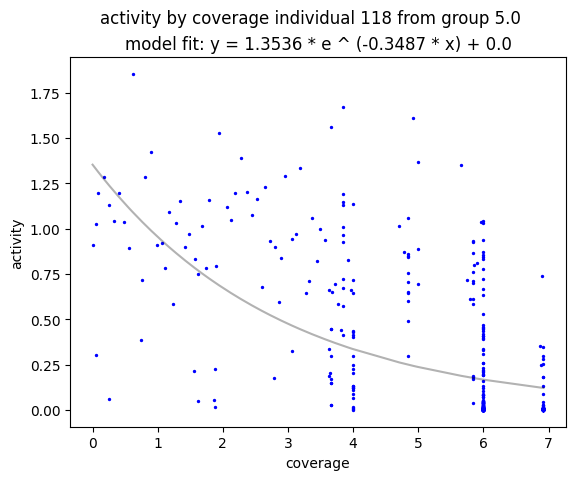 activity by coverage individual 118 from group 5.0
model fit: y = 1.3536 * e ^ (-0.3487 * x) + 0.0
activity
1.75
1.50
1.25
1.00
0.75
0.50
0.25
0.00
0 1 2 3 4 5 6 7
coverage